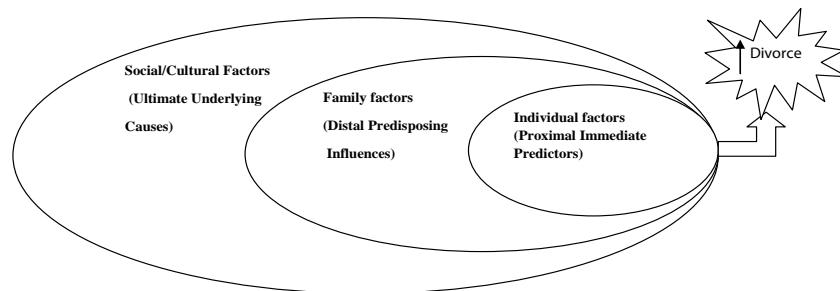 Social/Cultural Factors
(Ultimate Underlying
Causes)
Family factors
(Distal Predisposing
Influences)
Individual factors
(Proximal Immediate
Predictors)
Divorce